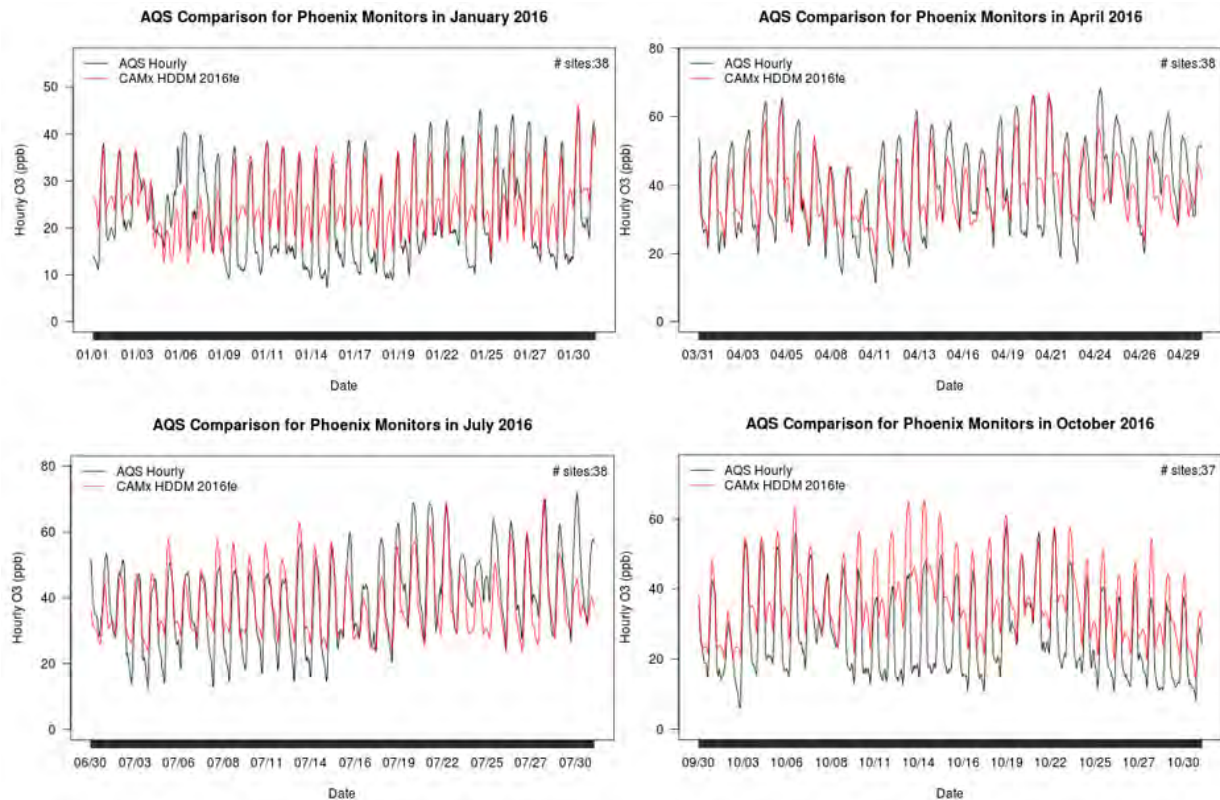 AQS Comparison for Phoenix Monitors in January 2016
AQS Hourly
CAMx HDDM 2016fe
# sites:38
Hourly O3 (ppb)
50
40
30
20
10
0
01/01 01/03 01/06 01/09 01/11 01/14 01/17 01/19 01/22 01/25 01/27 01/30
Date
AQS Comparison for Phoenix Monitors in April 2016
AQS Hourly
CAMx HDDM 2016fe
# sites:38
Hourly O3 (ppb)
80
60
40
20
0
03/31 04/03 04/05 04/08 04/11 04/13 04/16 04/19 04/21 04/24 04/26 04/29
Date
AQS Comparison for Phoenix Monitors in July 2016
AQS Hourly
CAMx HDDM 2016fe
# sites:38
Hourly O3 (ppb)
80
60
40
20
0
06/30 07/03 07/06 07/08 07/11 07/14 07/16 07/19 07/22 07/25 07/27 07/30
Date
AQS Comparison for Phoenix Monitors in October 2016
AQS Hourly
CAMx HDDM 2016fe
# sites:37
Hourly O3 (ppb)
60
40
20
0
09/30 10/03 10/06 10/08 10/11 10/14 10/16 10/19 10/22 10/25 10/27 10/30
Date